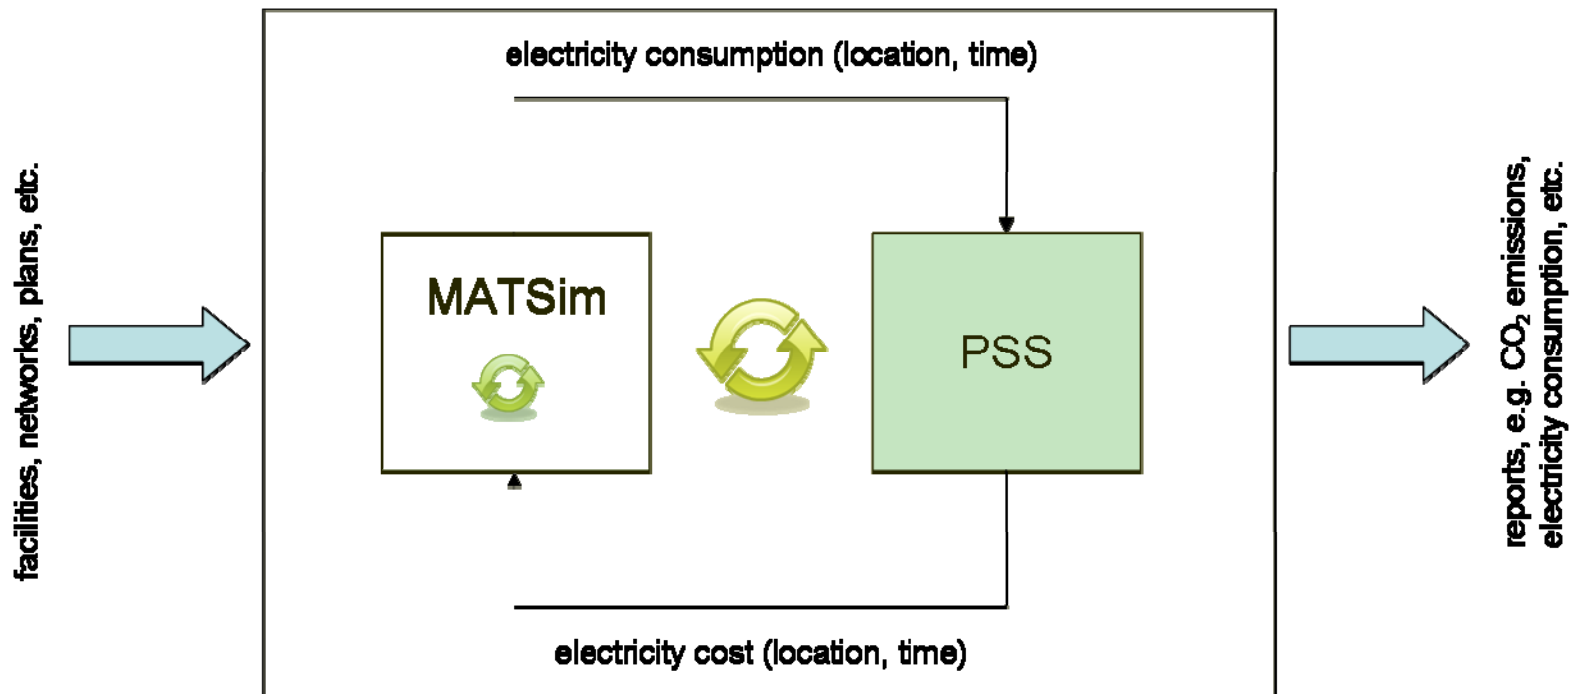 electricity consumption (location, time)
facilities, networks, plans, etc.
MATSim
PSS
reports, e.g. CO₂ emissions,
electricity consumption, etc.
electricity cost (location, time)